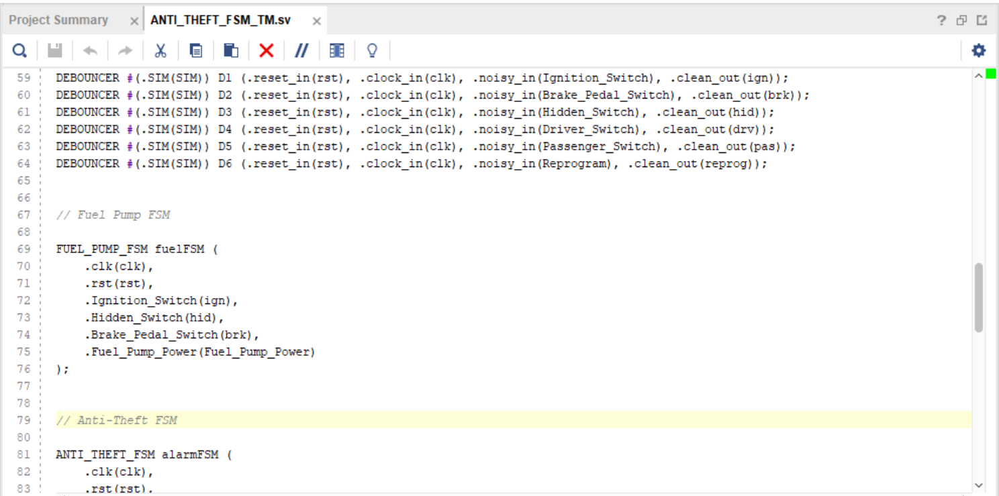 Project Summary × ANTI_THEFT_FSM_TM.sv ×
59 DEBOUNCER #(.SIM(SIM)) D1 (.reset_in(rst), .clock_in(clk), .noisy_in(Ignition_Switch), .clean_out(ign));
60 DEBOUNCER #(.SIM(SIM)) D2 (.reset_in(rst), .clock_in(clk), .noisy_in(Brake_Pedal_Switch), .clean_out(brk));
61 DEBOUNCER #(.SIM(SIM)) D3 (.reset_in(rst), .clock_in(clk), .noisy_in(Hidden_Switch), .clean_out(hid));
62 DEBOUNCER #(.SIM(SIM)) D4 (.reset_in(rst), .clock_in(clk), .noisy_in(Driver_Switch), .clean_out(drv));
63 DEBOUNCER #(.SIM(SIM)) D5 (.reset_in(rst), .clock_in(clk), .noisy_in(Passenger_Switch), .clean_out(pas));
64 DEBOUNCER #(.SIM(SIM)) D6 (.reset_in(rst), .clock_in(clk), .noisy_in(Reprogram), .clean_out(reprog));
65
66
67 // Fuel Pump FSM
68
69 FUEL_PUMP_FSM fuelFSM (
70 .clk(clk),
71 .rst(rst),
72 .Ignition_Switch(ign),
73 .Hidden_Switch(hid),
74 .Brake_Pedal_Switch(brk),
75 .Fuel_Pump_Power(Fuel_Pump_Power)
76 );
77
78
79 // Anti-Theft FSM
80
81 ANTI_THEFT_FSM alarmFSM (
82 .clk(clk),
83 .rst(rst),